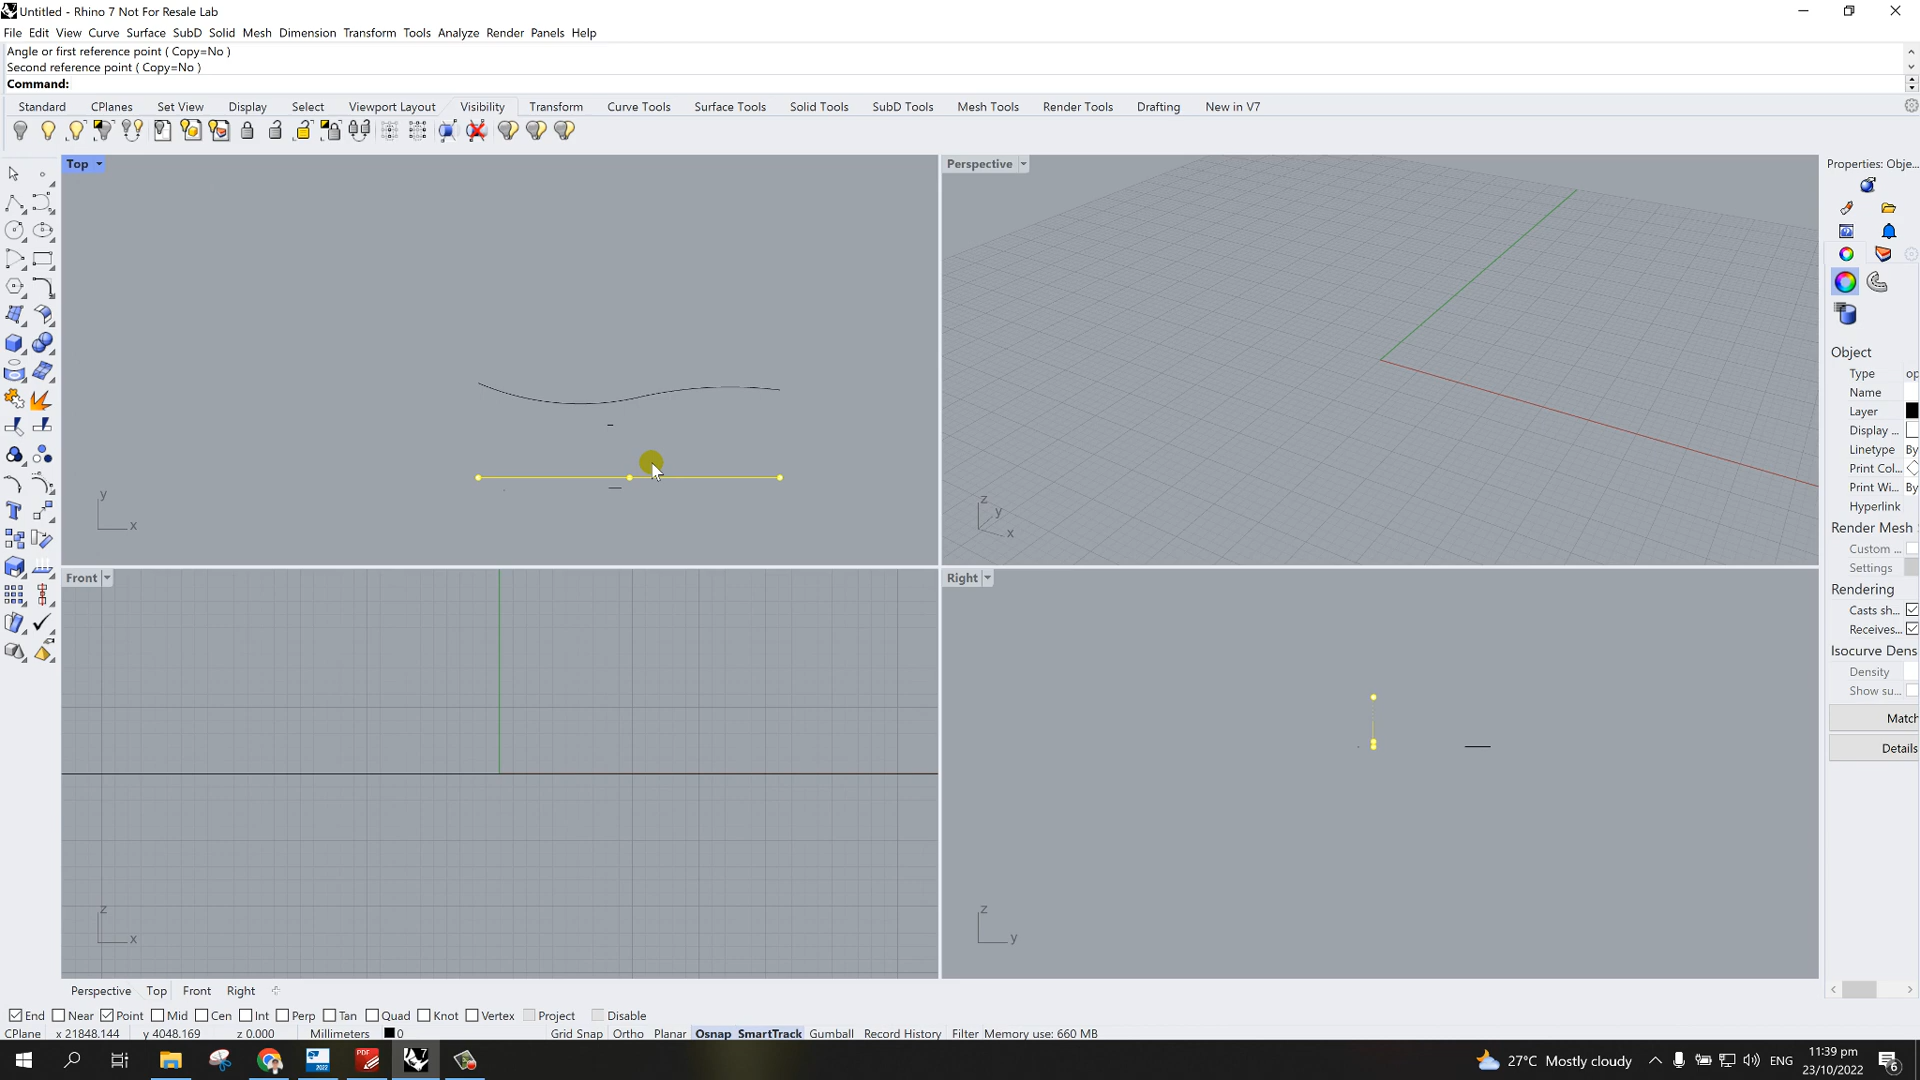 Untitled - Rhino 7 Not For Resale Lab
File Edit View Curve Surface SubD Solid Mesh Dimension Transform Tools Analyze Render Panels Help
Angle or first reference point ( Copy=No )
Second reference point ( Copy=No )
Command:
Standard CPlanes Set View Display Select Viewport Layout Visibility Transform Curve Tools Surface Tools Solid Tools SubD Tools Mesh Tools Render Tools Drafting New in V7
Top
Perspective
Properties: Obje...
Object
Type op
Name
Layer
Display ...
Linetype By
Print Col...
Print Wi... By
Hyperlink
Render Mesh
Custom ...
Settings
Rendering
Casts sh...
Receives...
Isocurve Dens
Density
Show su...
Match
Details
y
x
z
y
x
Front
Right
z
x
z
y
Perspective Top Front Right
End Near Point Mid Cen Int Perp Tan Quad Knot Vertex Project Disable
CPlane x 21848.144 y 4048.169 z 0.000 Millimeters 0 Grid Snap Ortho Planar Osnap SmartTrack Gumball Record History Filter Memory use: 660 MB
2022
PDF
7
27°C Mostly cloudy
ENG
11:39 pm
23/10/2022
6